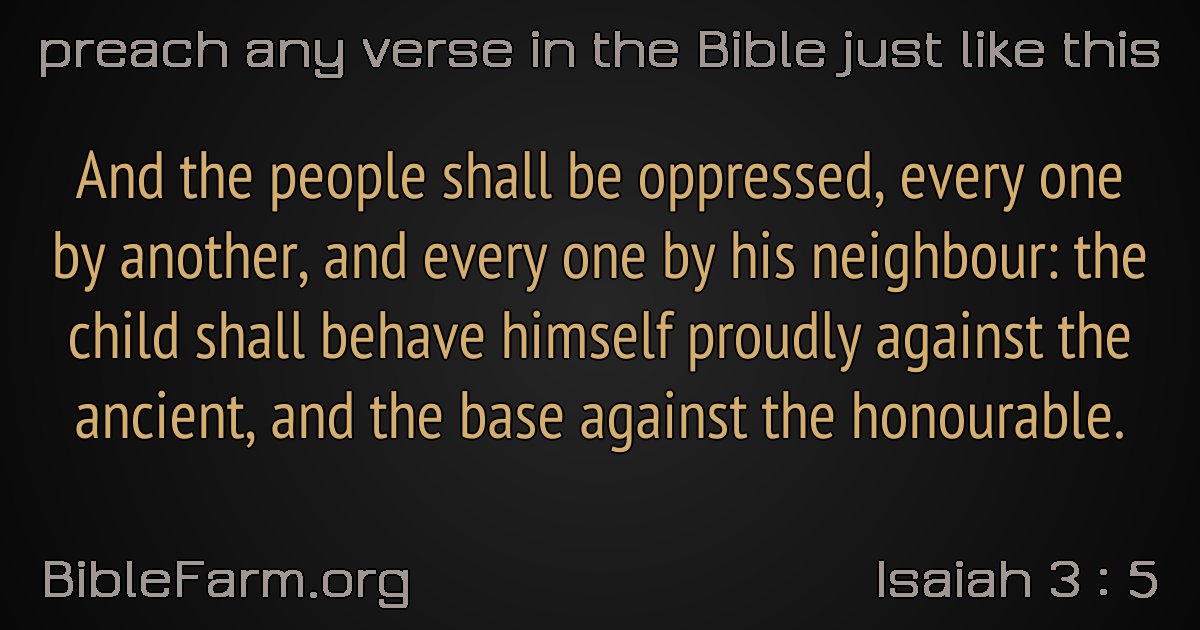 preach any verse in the Bible just like this
And the people shall be oppressed, every one
by another, and every one by his neighbour: the
child shall behave himself proudly against the
ancient, and the base against the honourable.
BibleFarm.org
Isaiah 3 : 5